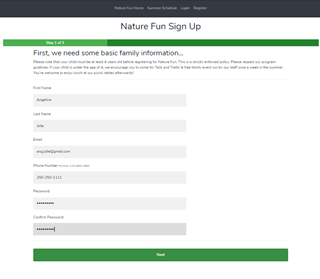 Nature Fun Home Summer Schedule Login Register
Nature Fun Sign Up
Step 1 of 3
First, we need some basic family information...
Please note that your child must be at least 4 years old before registering for Nature Fun. This is a strictly enforced policy. Please respect our program
guidelines. If your child is under the age of 4, we encourage you to come for Tails and Trails! A free family event run by our staff once a week in the summer.
You're welcome to enjoy lunch at our picnic tables afterwards!
First Name
Angelina
Last Name
Jolie
Email
ang.jolie@gmail.com
Phone Number
250-250-1111
Password
Confirm Password
Next